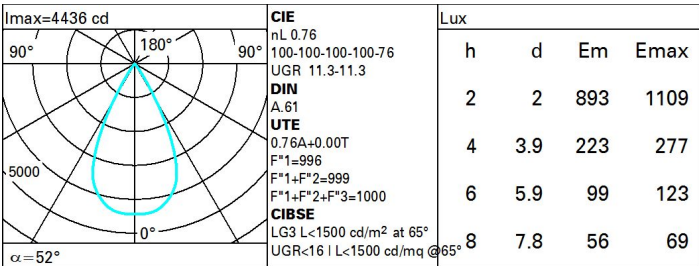 Imax=4436 cd
90°
180°
90°
5000
0°
α=52°
CIE
nL 0.76
100-100-100-100-76
UGR 11.3-11.3
DIN
A.61
UTE
0.76A+0.00T
F"1=996
F"1+F"2=999
F"1+F"2+F"3=1000
CIBSE
LG3 L<1500 cd/m² at 65°
UGR<16 | L<1500 cd/mq @65°
Lux
h d Em Emax
2 2 893 1109
4 3.9 223 277
6 5.9 99 123
8 7.8 56 69